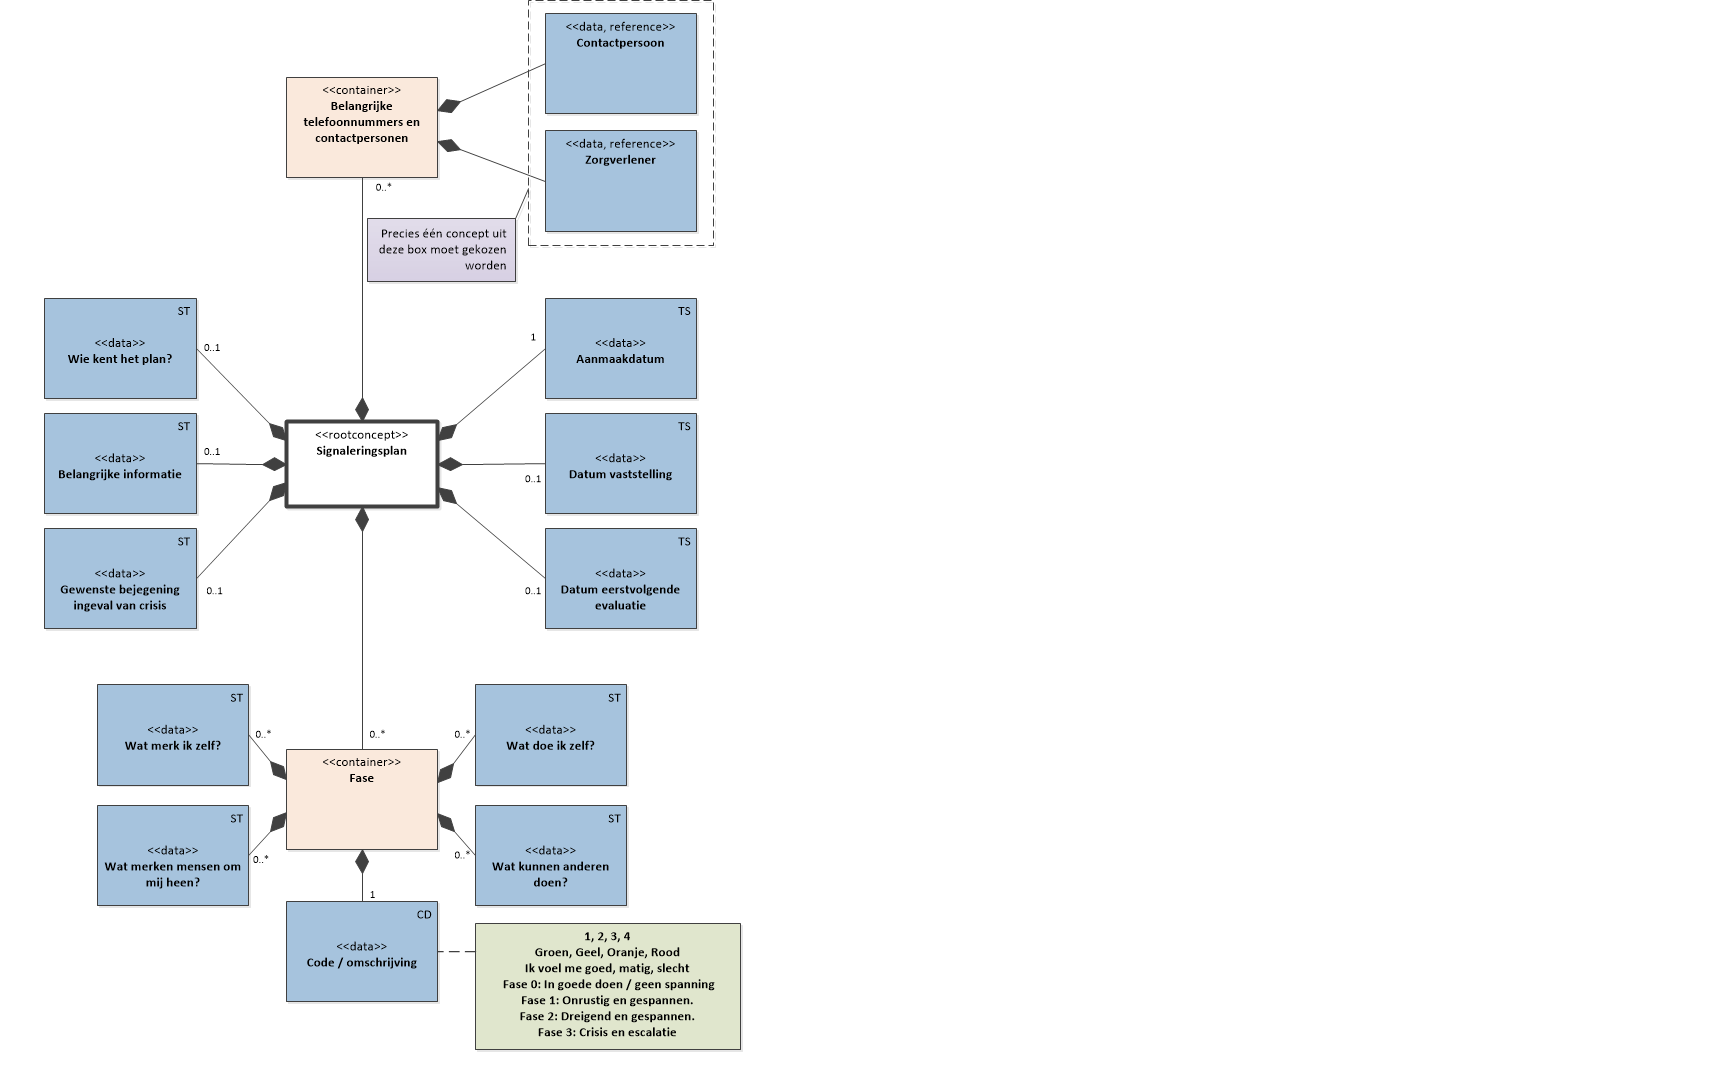 <<data, reference>>
Contactpersoon
<<container>>
Belangrijke
telefoonnummers en
contactpersonen
<<data, reference>>
Zorgverlener
0..*
Precies één concept uit
deze box moet gekozen
worden
ST
<<data>>
Wie kent het plan?
0..1
TS
<<data>>
Aanmaakdatum
1
ST
<<data>>
Belangrijke informatie
0..1
<<rootconcept>>
Signaleringsplan
TS
<<data>>
Datum vaststelling
0..1
ST
<<data>>
Gewenste bejegening
ingeval van crisis
0..1
TS
<<data>>
Datum eerstvolgende
evaluatie
0..1
ST
<<data>>
Wat merk ik zelf?
0..*
0..*
ST
<<data>>
Wat doe ik zelf?
0..*
<<container>>
Fase
ST
<<data>>
Wat merken mensen om
mij heen?
0..*
ST
<<data>>
Wat kunnen anderen
doen?
0..*
1
CD
<<data>>
Code / omschrijving
1, 2, 3, 4
Groen, Geel, Oranje, Rood
Ik voel me goed, matig, slecht
Fase 0: In goede doen / geen spanning
Fase 1: Onrustig en gespannen.
Fase 2: Dreigend en gespannen.
Fase 3: Crisis en escalatie